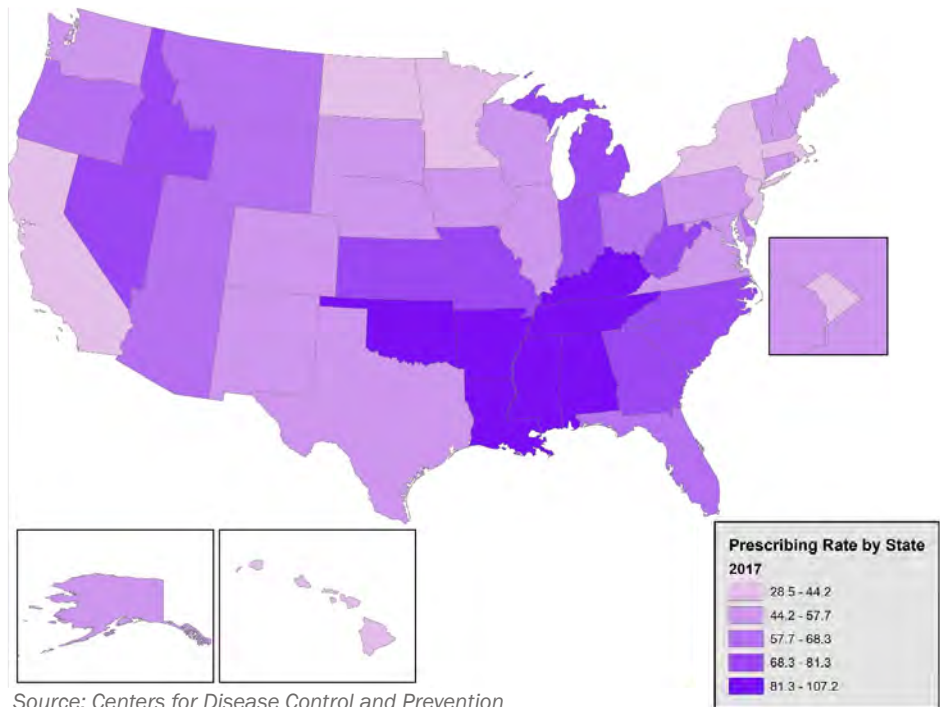 Prescribing Rate by State
2017
28.5 - 44.2
44.2 - 57.7
57.7 - 68.3
68.3 - 81.3
81.3 - 107.2
Source: Centers for Disease Control and Prevention